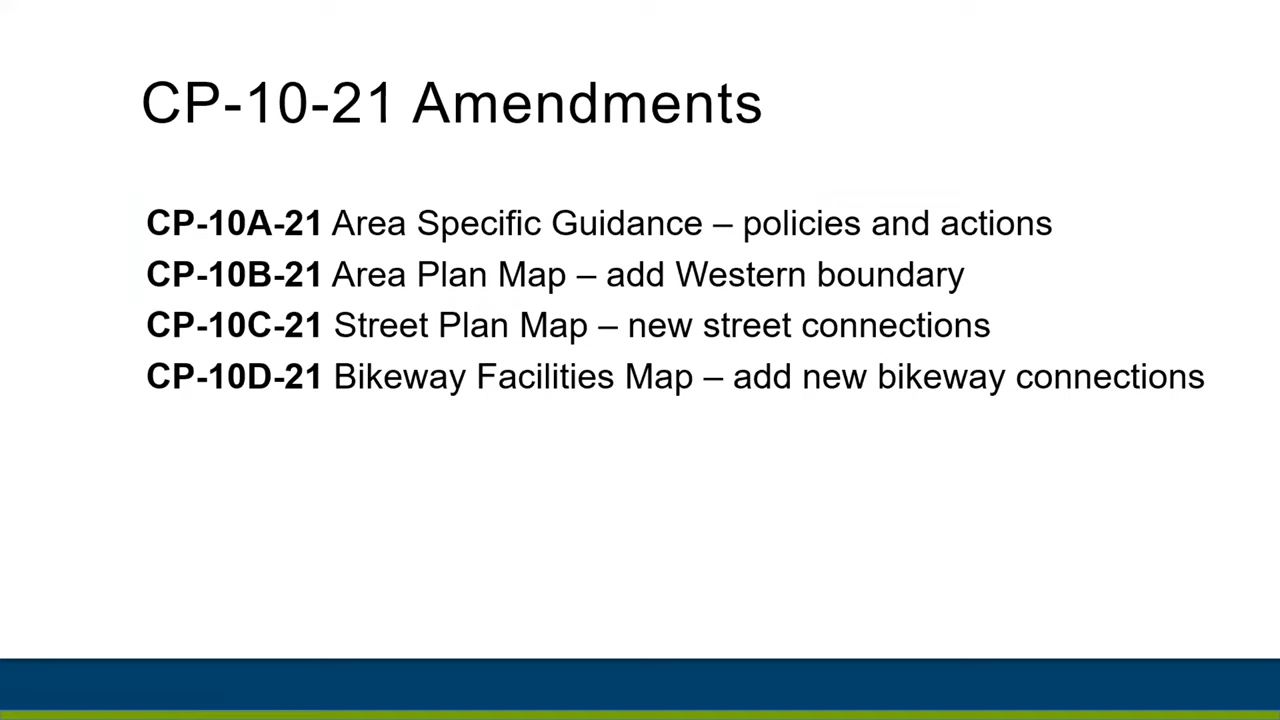 CP-10-21 Amendments
CP-10A-21 Area Specific Guidance – policies and actions
CP-10B-21 Area Plan Map – add Western boundary
CP-10C-21 Street Plan Map – new street connections
CP-10D-21 Bikeway Facilities Map – add new bikeway connections